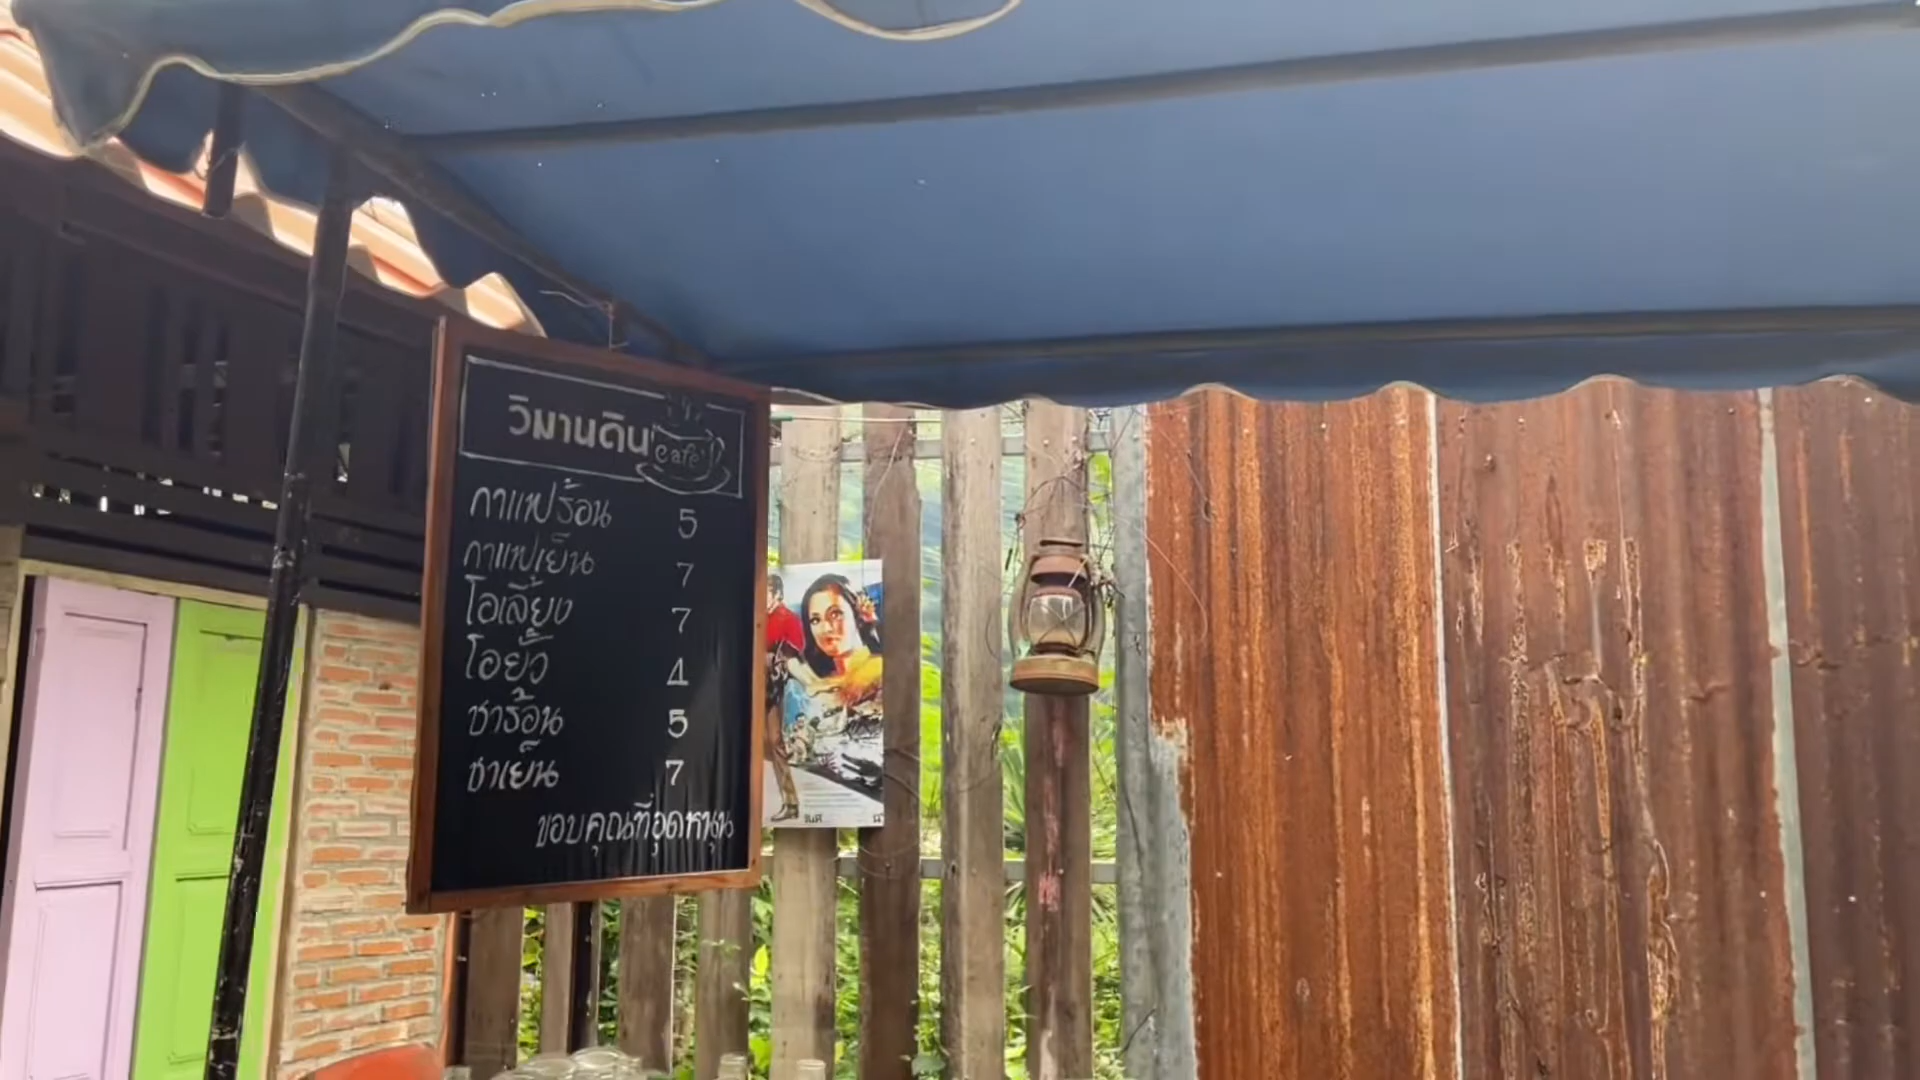 วิมานดิน cafe
กาแฟร้อน 5
กาแฟเย็น 7
โอเลี้ยง 7
โอยั๊ว 4
ชาร้อน 5
ชาเย็น 7
ขอบคุณที่อุดหนุน